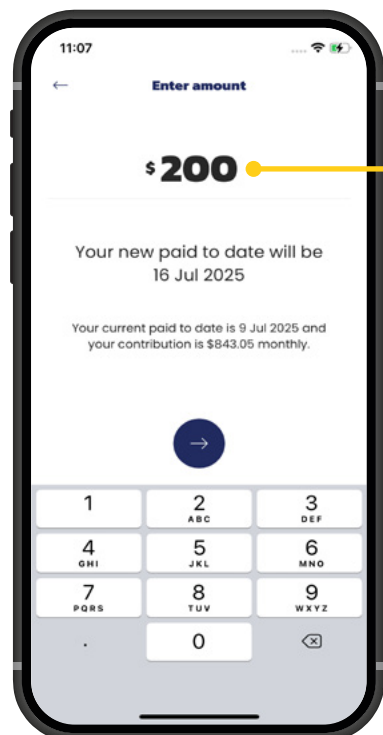 11:07
Enter amount
$ 200
Your new paid to date will be
16 Jul 2025
Your current paid to date is 9 Jul 2025 and
your contribution is $843.05 monthly.
1 2 3
ABC DEF
4 5 6
GHI JKL MNO
7 8 9
PQRS TUV WXYZ
. 0